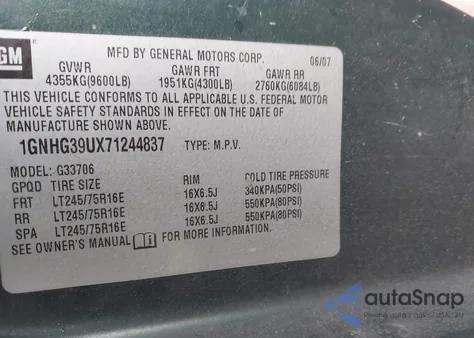 GM
MFD BY GENERAL MOTORS CORP. 06/07
GVWR GAWR FRT GAWR RR
4355KG(9600LB) 1951KG(4300LB) 2760KG(6084LB)
THIS VEHICLE CONFORMS TO ALL APPLICABLE U.S. FEDERAL MOTOR
VEHICLE SAFETY STANDARDS IN EFFECT ON THE DATE OF
MANUFACTURE SHOWN ABOVE.
1GNHG39UX71244837 TYPE: M.P.V.
MODEL: G33706
GPQD TIRE SIZE RIM COLD TIRE PRESSURE
FRT LT245/75R16E 16X6.5J 340KPA(50PSI)
RR LT245/75R16E 16X6.5J 550KPA(80PSI)
SPA LT245/75R16E 16X6.5J 550KPA(80PSI)
SEE OWNER'S MANUAL FOR ADDITIONAL INFORMATION.
autoSnap